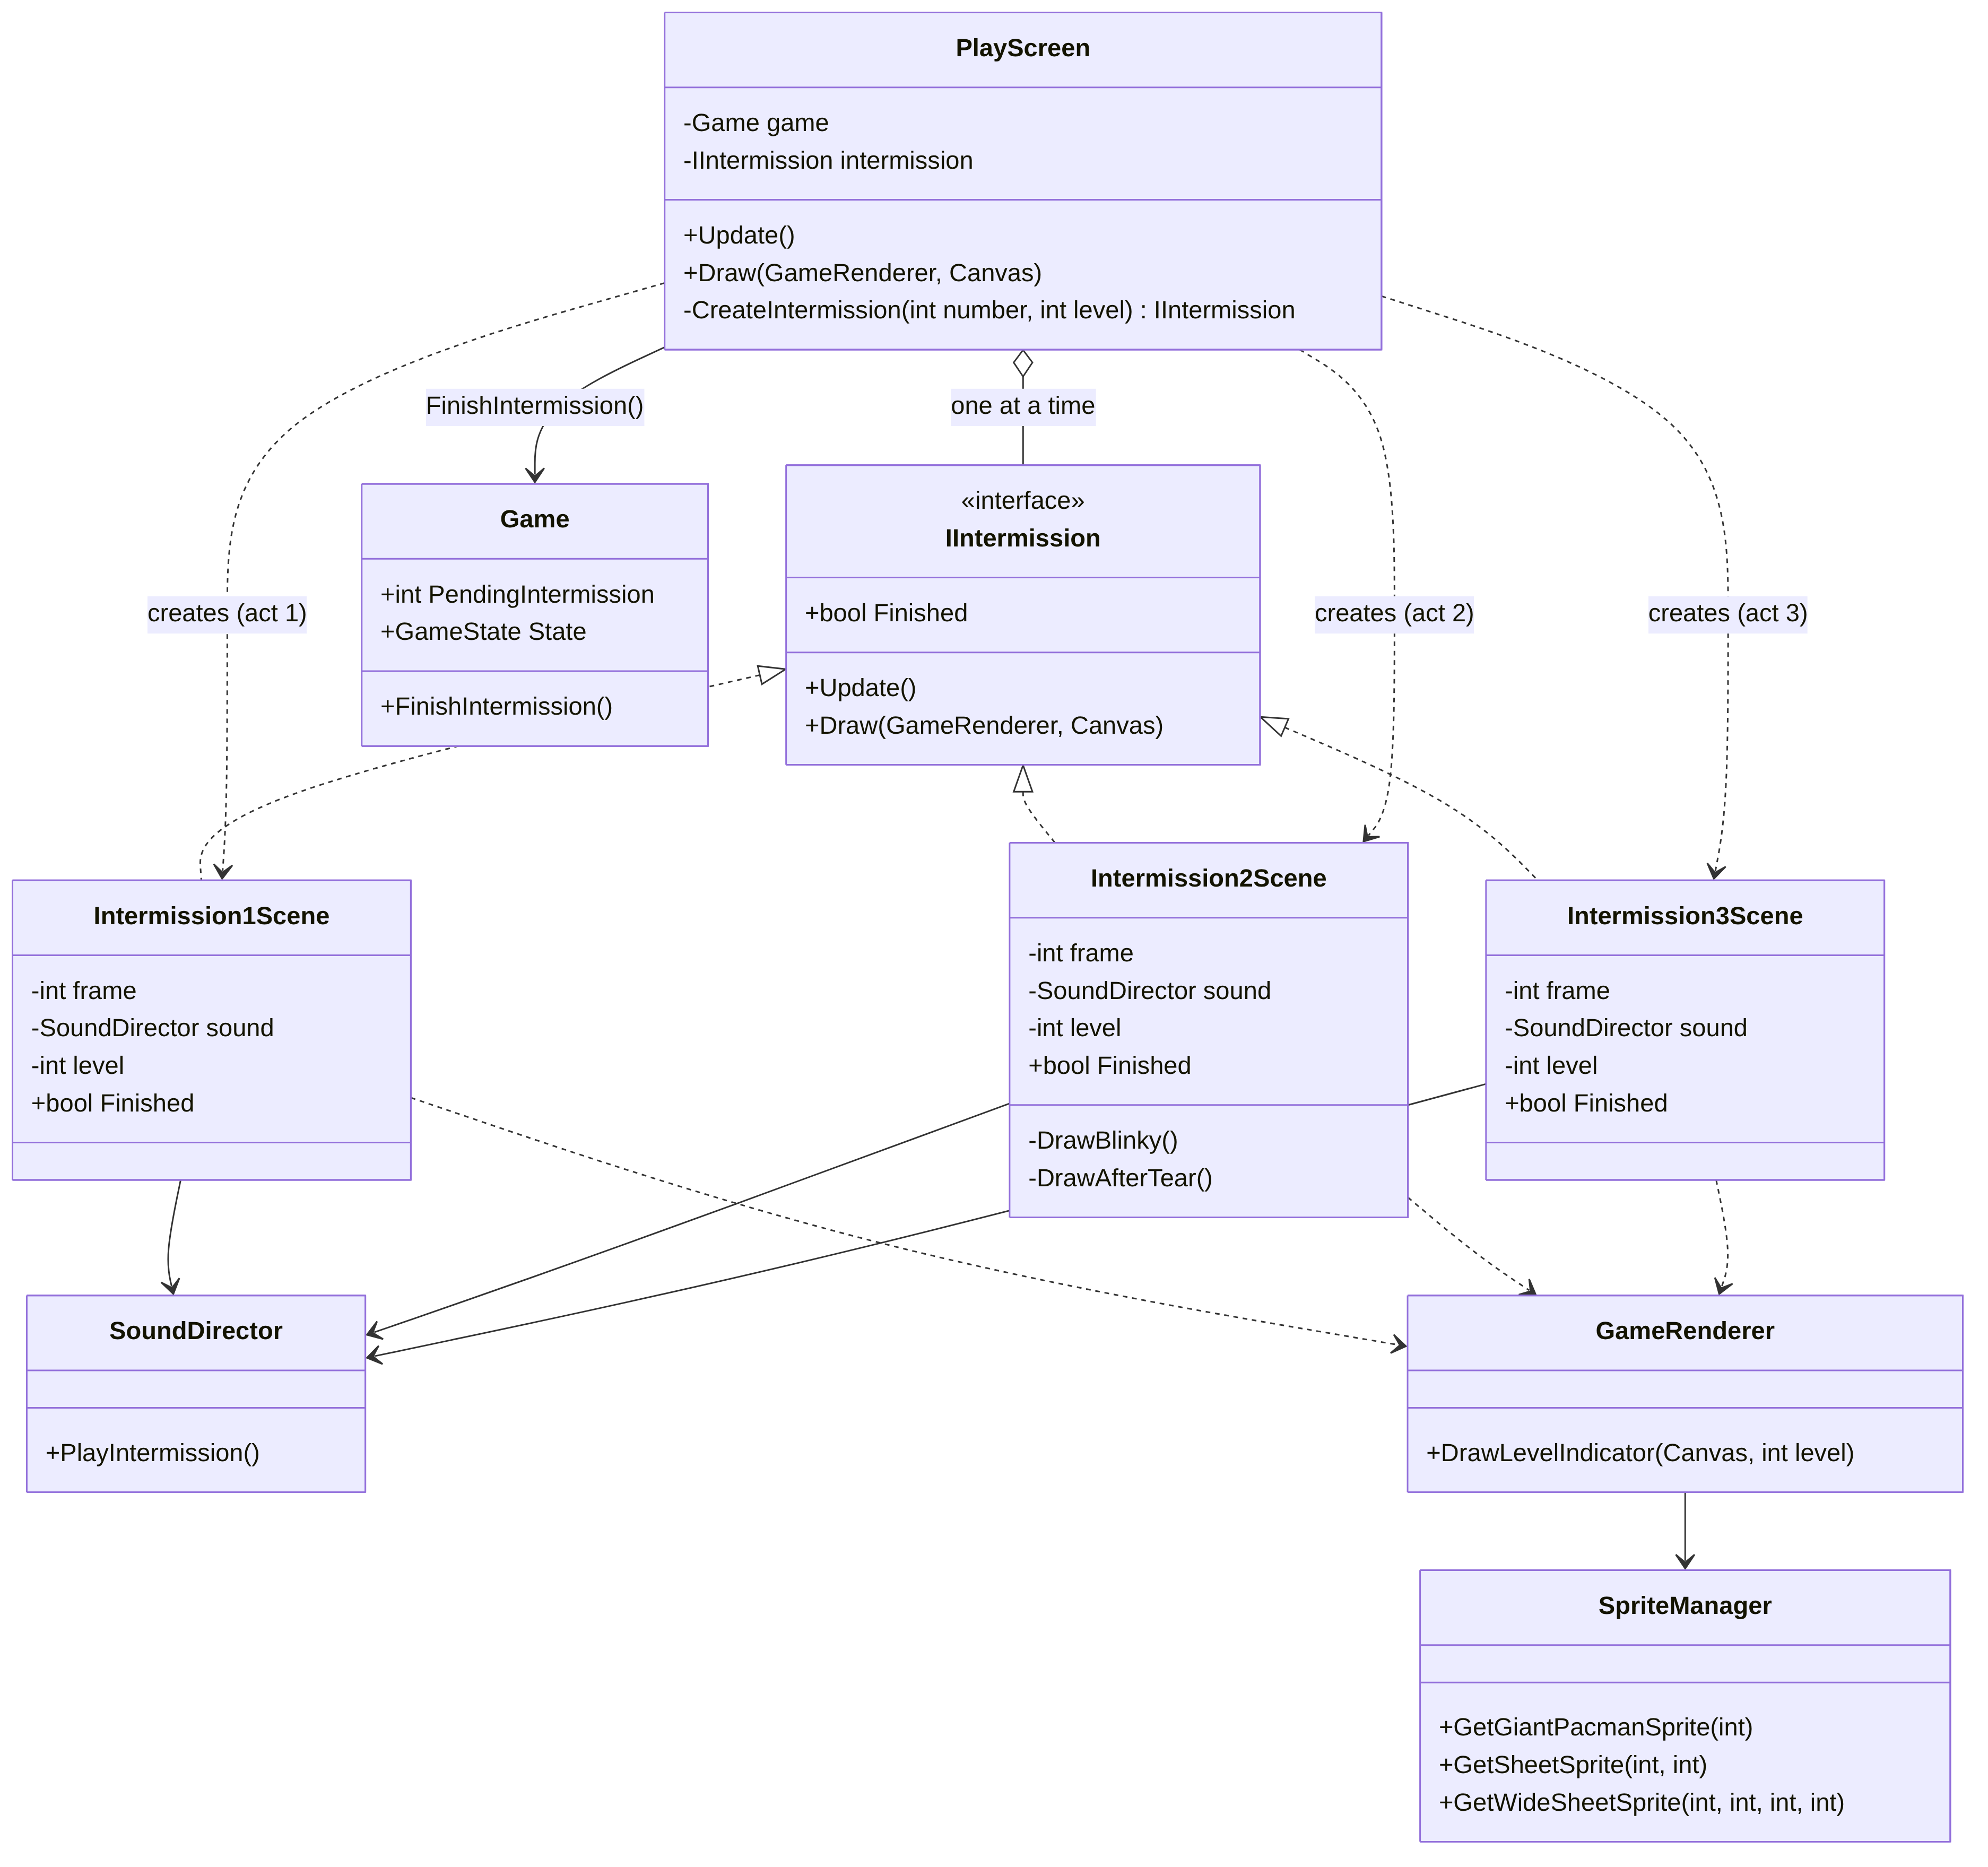 PlayScreen
-Game game
-IIntermission intermission
+Update()
+Draw(GameRenderer, Canvas)
-CreateIntermission(int number, int level) : IIntermission
FinishIntermission()
one at a time
creates (act 1)
creates (act 2)
creates (act 3)
Game
+int PendingIntermission
+GameState State
+FinishIntermission()
«interface»
IIntermission
+bool Finished
+Update()
+Draw(GameRenderer, Canvas)
Intermission1Scene
-int frame
-SoundDirector sound
-int level
+bool Finished
Intermission2Scene
-int frame
-SoundDirector sound
-int level
+bool Finished
-DrawBlinky()
-DrawAfterTear()
Intermission3Scene
-int frame
-SoundDirector sound
-int level
+bool Finished
SoundDirector
+PlayIntermission()
GameRenderer
+DrawLevelIndicator(Canvas, int level)
SpriteManager
+GetGiantPacmanSprite(int)
+GetSheetSprite(int, int)
+GetWideSheetSprite(int, int, int, int)